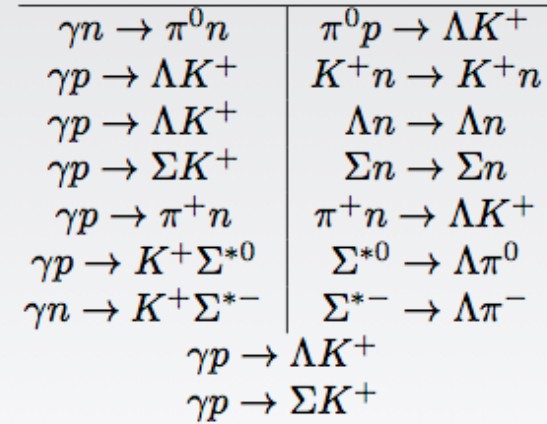 γn → π⁰n π⁰p → ΛK⁺
γp → ΛK⁺ K⁺n → K⁺n
γp → ΛK⁺ Λn → Λn
γp → ΣK⁺ Σn → Σn
γp → π⁺n π⁺n → ΛK⁺
γp → K⁺Σ*⁰ Σ*⁰ → Λπ⁰
γn → K⁺Σ*⁻ Σ*⁻ → Λπ⁻
γp → ΛK⁺
γp → ΣK⁺